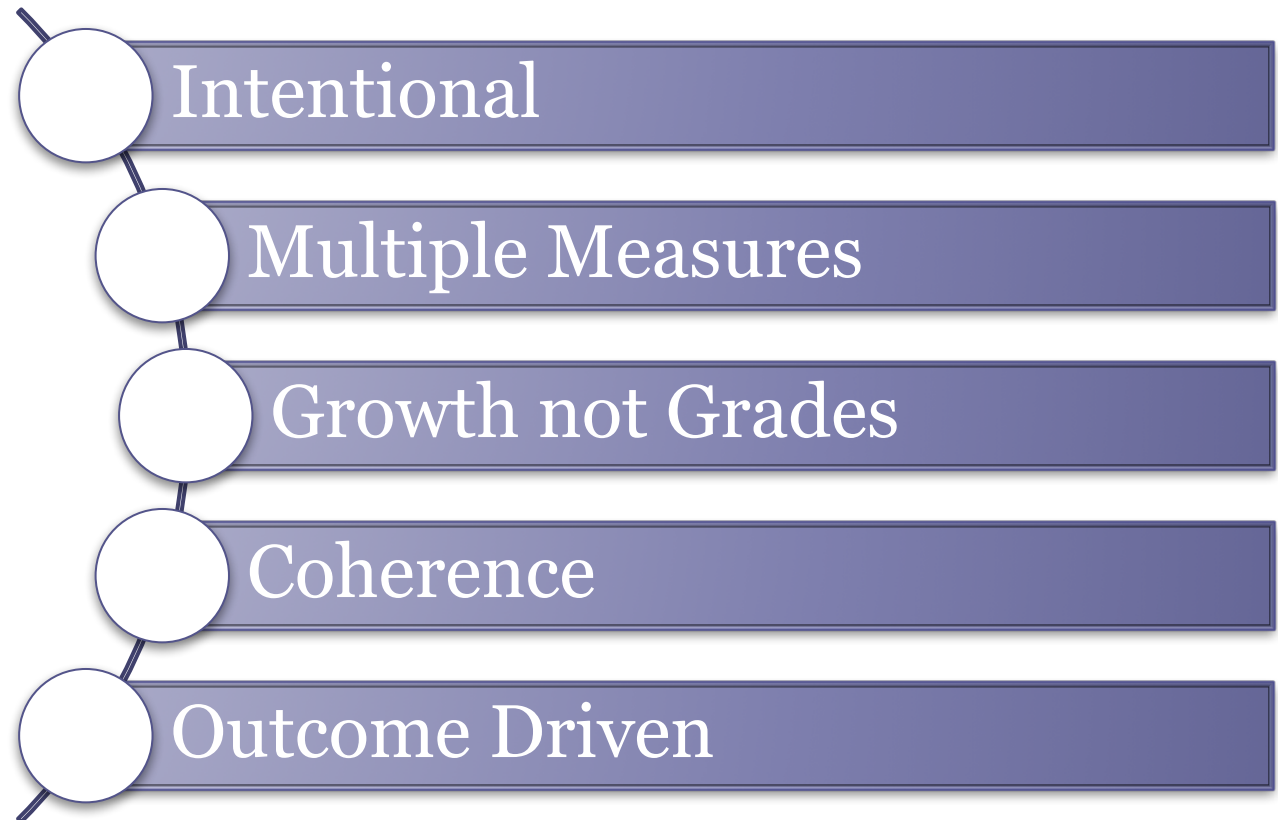 Intentional
Multiple Measures
Growth not Grades
Coherence
Outcome Driven